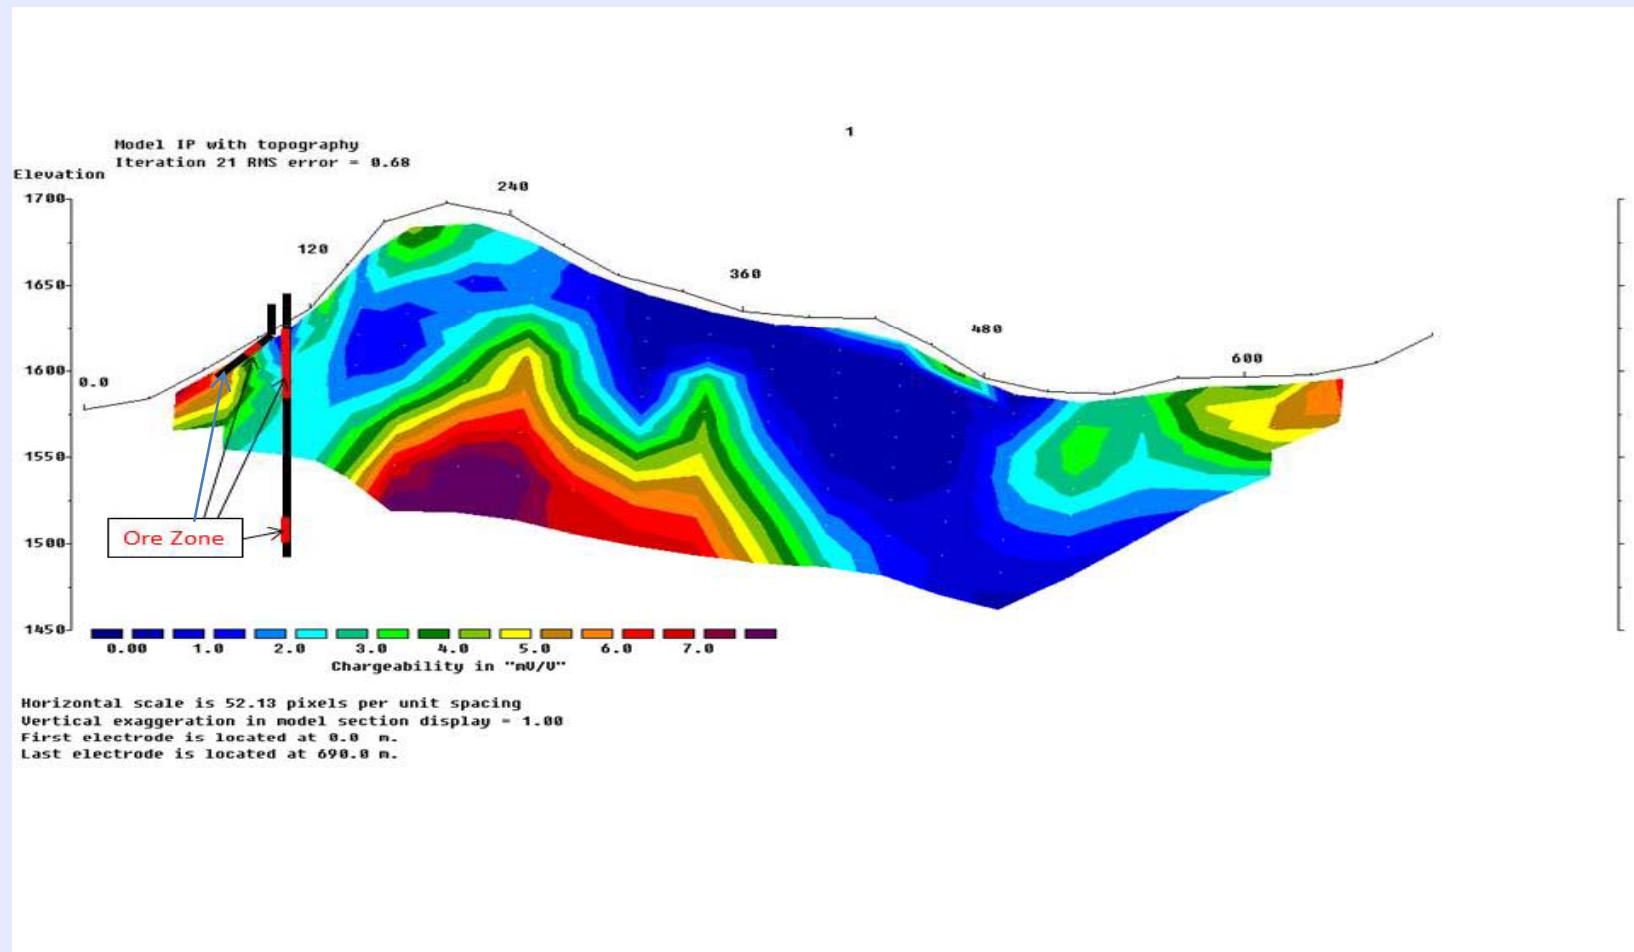 1
Model IP with topography
Iteration 21 RMS error = 0.68
Elevation
1700
240
120
1650
360
480
600
1600
0.0
1550
Ore Zone
1500
1450
0.00 1.0 2.0 3.0 4.0 5.0 6.0 7.0
Chargeability in "mV/V"
Horizontal scale is 52.13 pixels per unit spacing
Vertical exaggeration in model section display = 1.00
First electrode is located at 0.0 m.
Last electrode is located at 690.0 m.